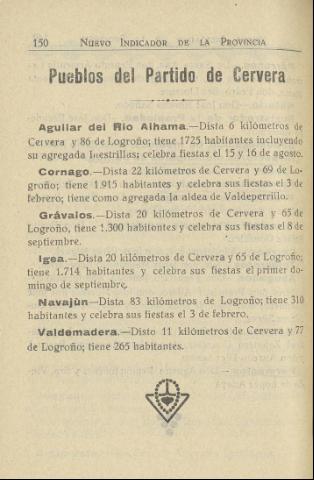 150 NUEVO INDICADOR DE LA PROVINCIA
Pueblos del Partido de Cervera
Aguilar del Río Alhama.—Dista 6 kilómetros de
Cervera y 86 de Logroño; tiene 1725 habitantes incluyendo
su agregada Inestrillas; celebra fiestas el 15 y 16 de agosto.
Cornago.—Dista 22 kilómetros de Cervera y 69 de Lo-
groño; tiene 1.915 habitantes y celebra sus fiestas el 3 de
febrero; tiene como agregada la aldea de Valdeperrillo.
Grávalos.—Dista 20 kilómetros de Cervera y 65 de
Logroño, tiene 1.300 habitontes y celebra sus fiestas el 8 de
septiembre.
Igea.—Dista 20 kilómetros de Cervera y 65 de Logroño;
tiene 1.714 habitantes y celebra sus fiestas el primer do-
mingo de septiembre.
Navajùn—Dista 83 kilómetros de Logroño; tiene 310
habitantes y celebra sus fiestas el 3 de febrero.
Valdemadera.—Disto 11 kilómetros de Cervera y 77
de Logroño; tiene 265 habitantes.